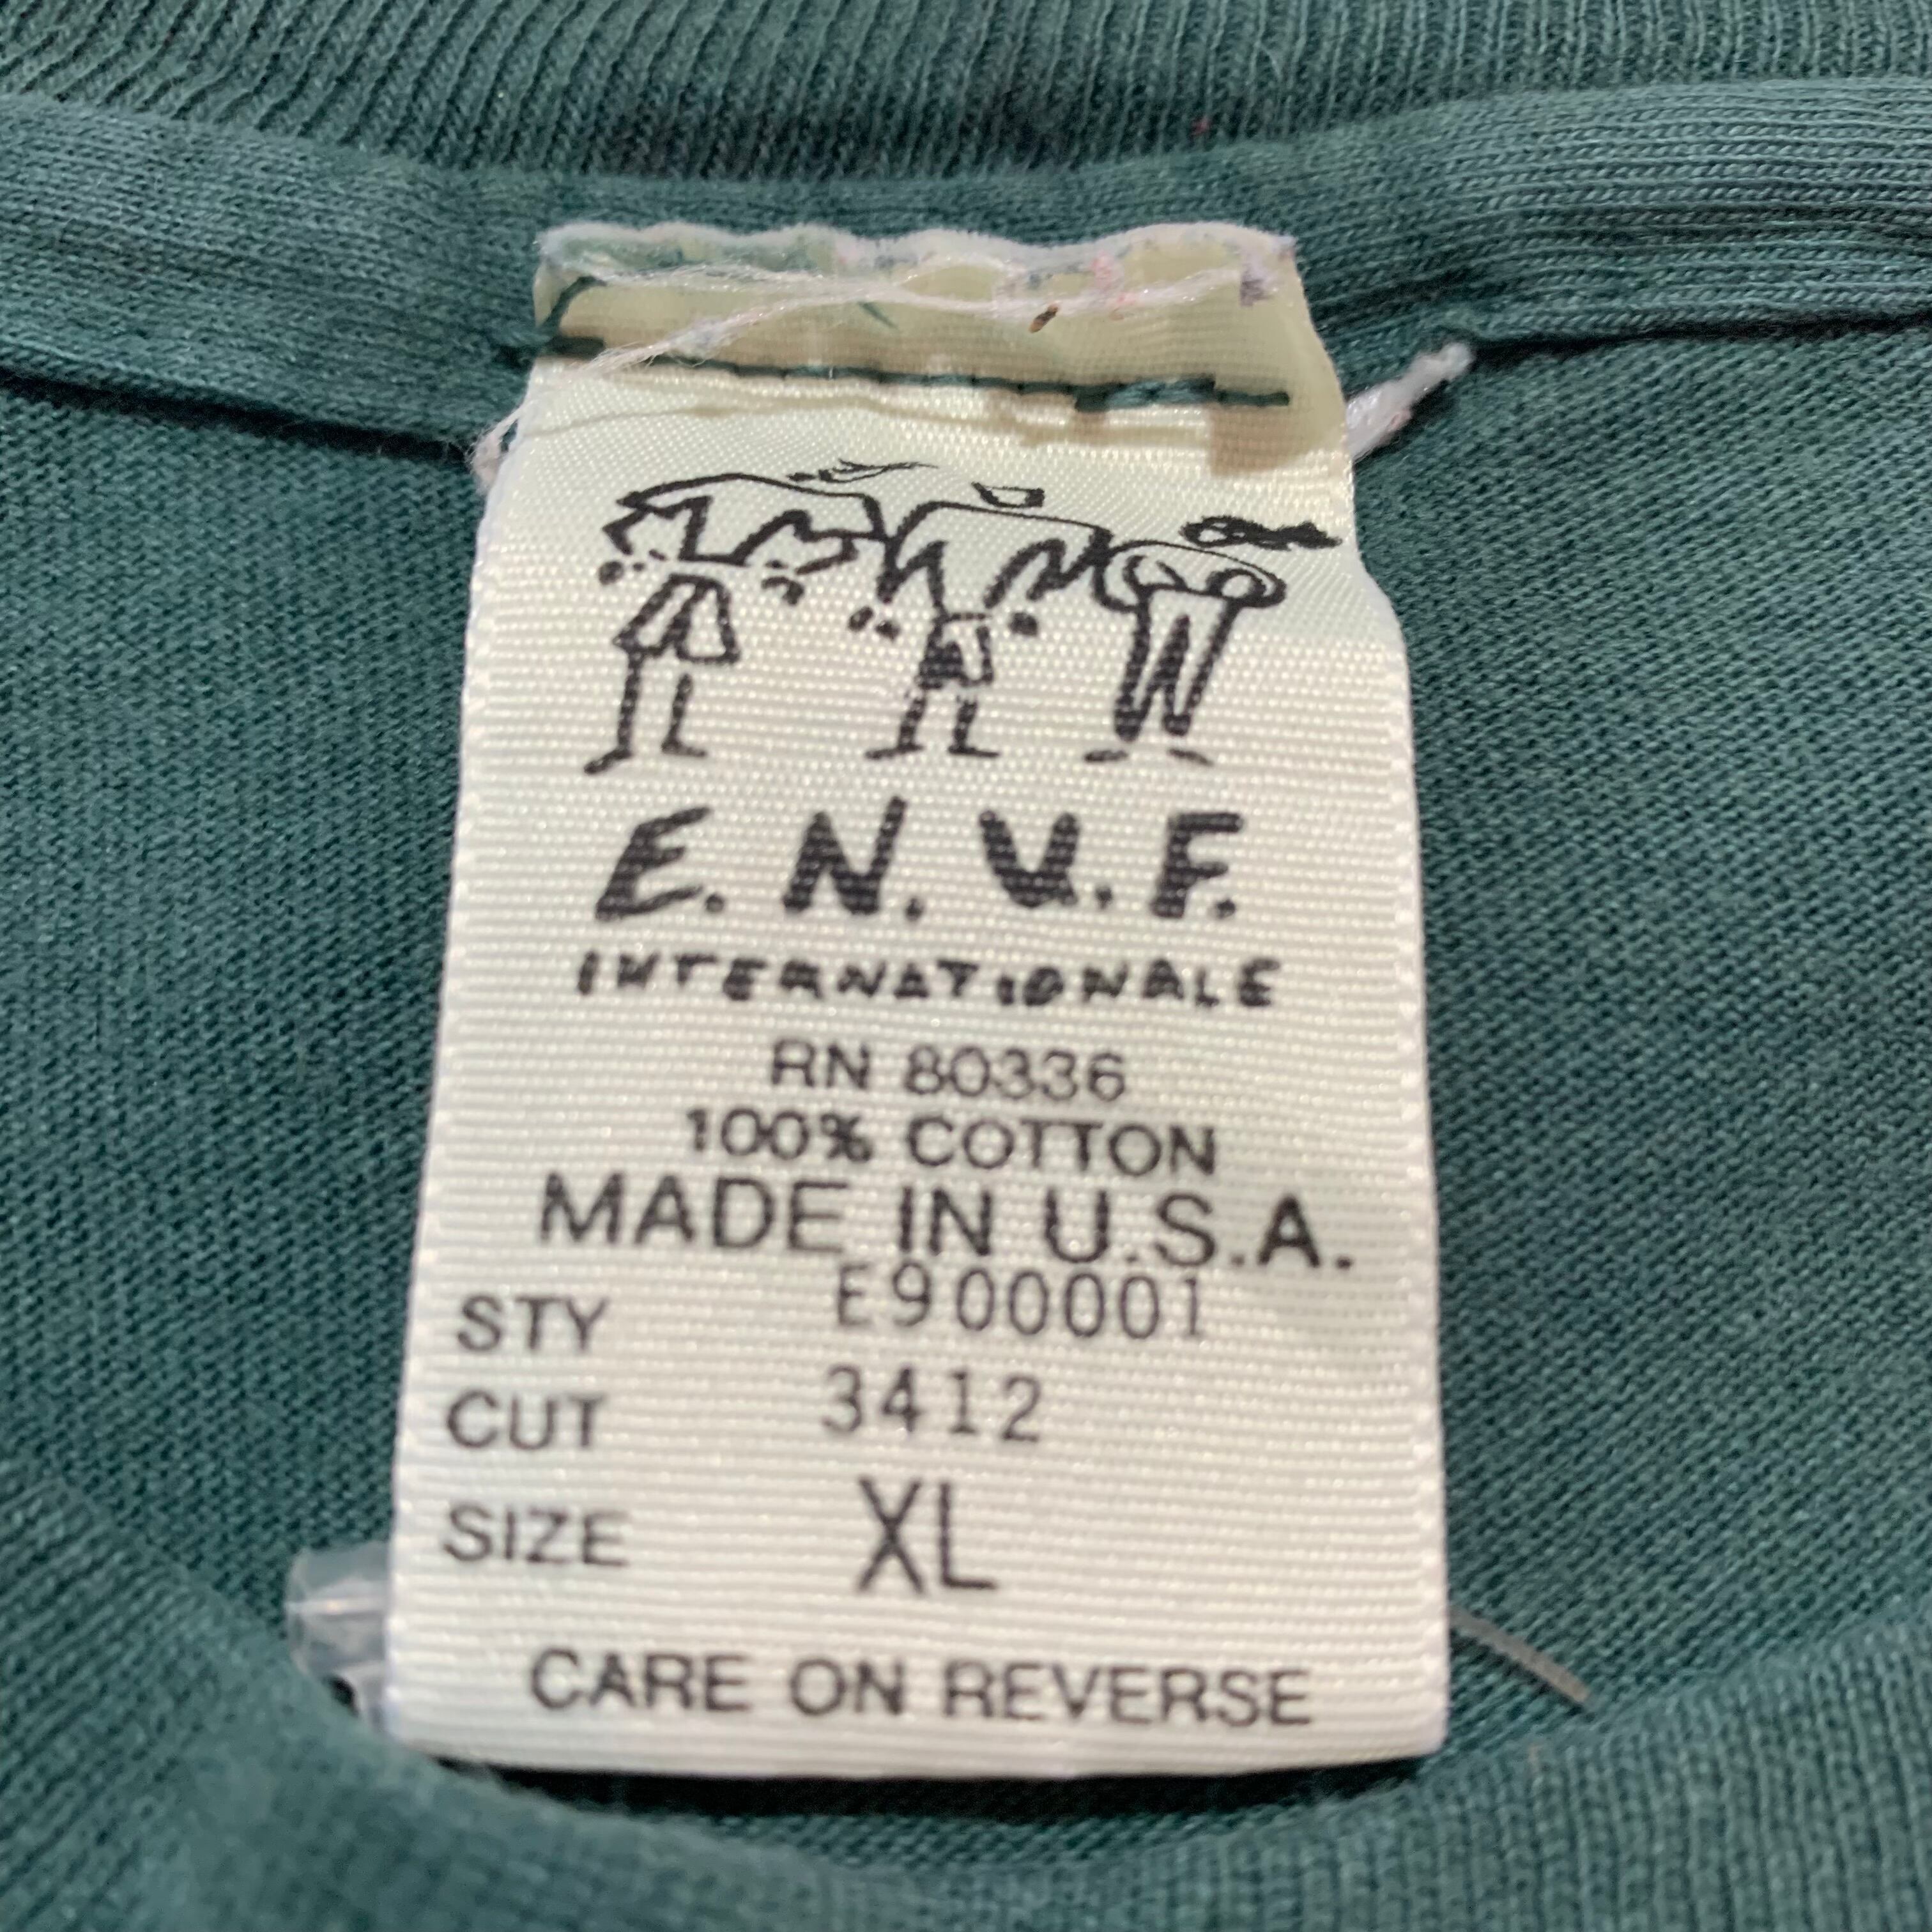 E. N. V. F.
INTERNATIONALE
RN 80336
100% COTTON
MADE IN U.S.A.
STY E900001
CUT 3412
SIZE XL
CARE ON REVERSE